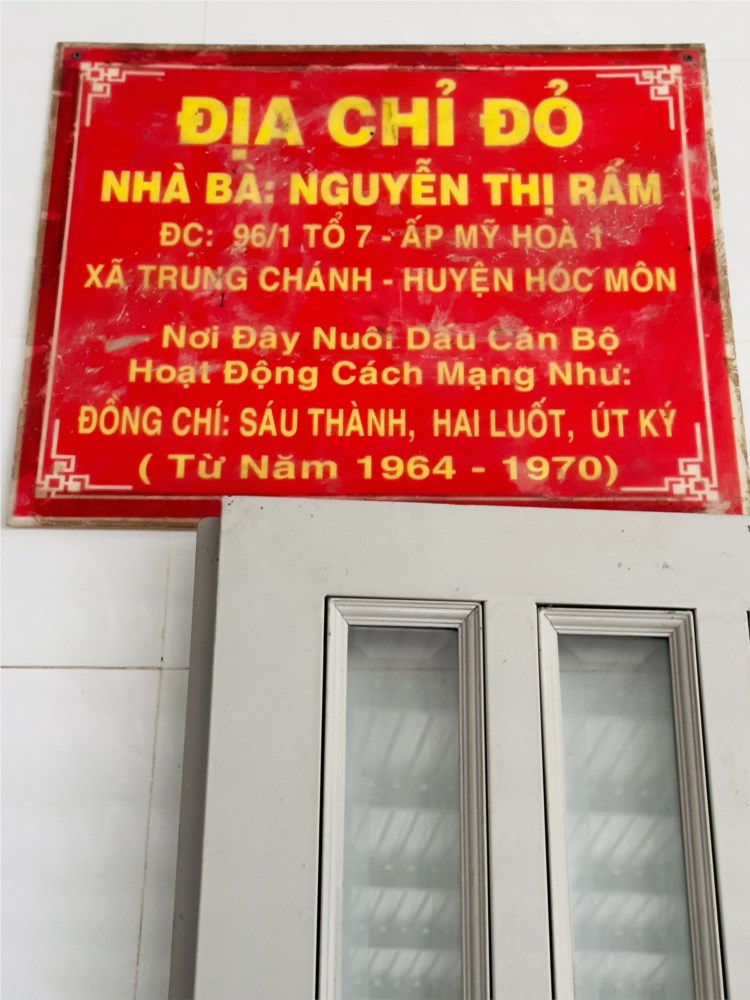 ĐỊA CHỈ ĐỎ
NHÀ BÀ: NGUYỄN THỊ RẤM
ĐC: 96/1 TỔ 7 - ẤP MỸ HOÀ 1
XÃ TRUNG CHÁNH - HUYỆN HÓC MÔN
Nơi Đây Nuôi Dấu Cán Bộ
Hoạt Động Cách Mạng Như:
ĐỒNG CHÍ: SÁU THÀNH, HAI LUỐT, ÚT KÝ
( Từ Năm 1964 - 1970)